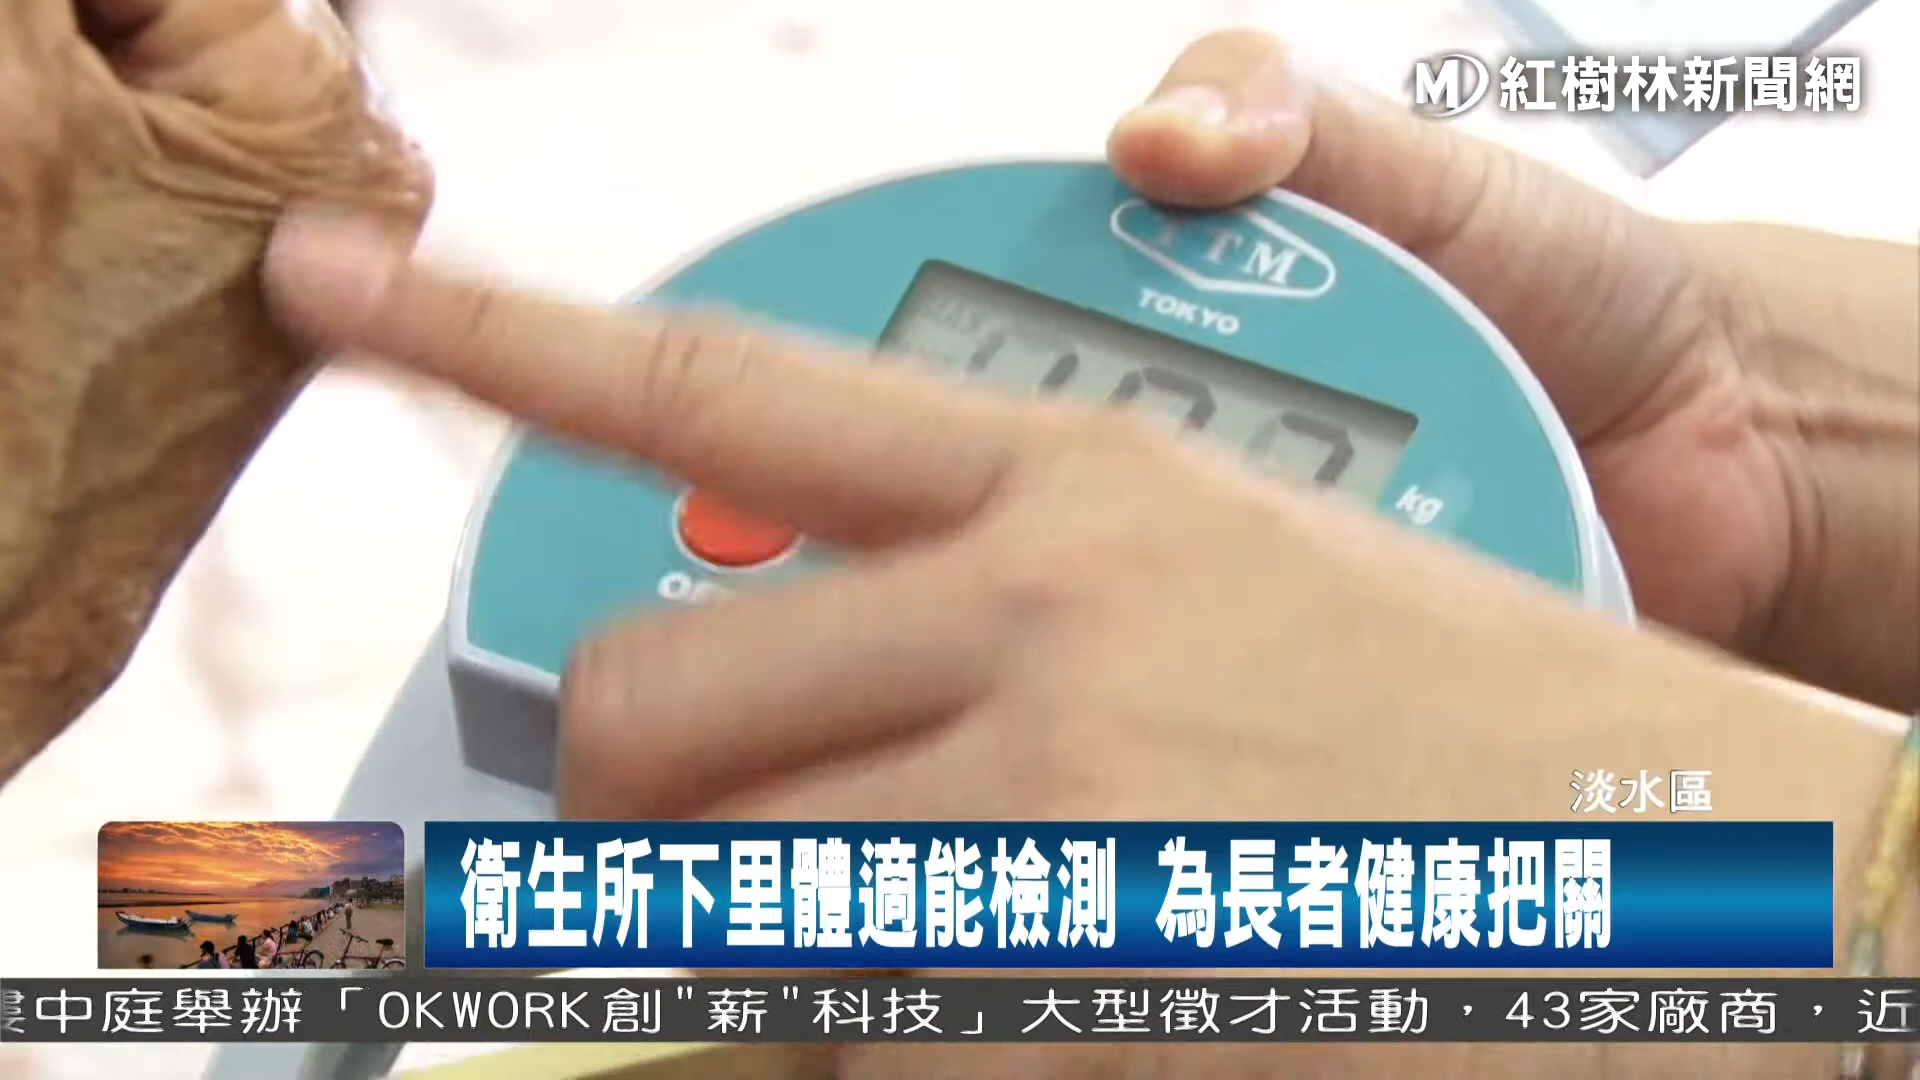 M 紅樹林新聞網
TTM
TOKYO
kg
淡水區
衛生所下里體適能檢測 為長者健康把關
中庭舉辦「OKWORK創"薪"科技」大型徵才活動，43家廠商，近